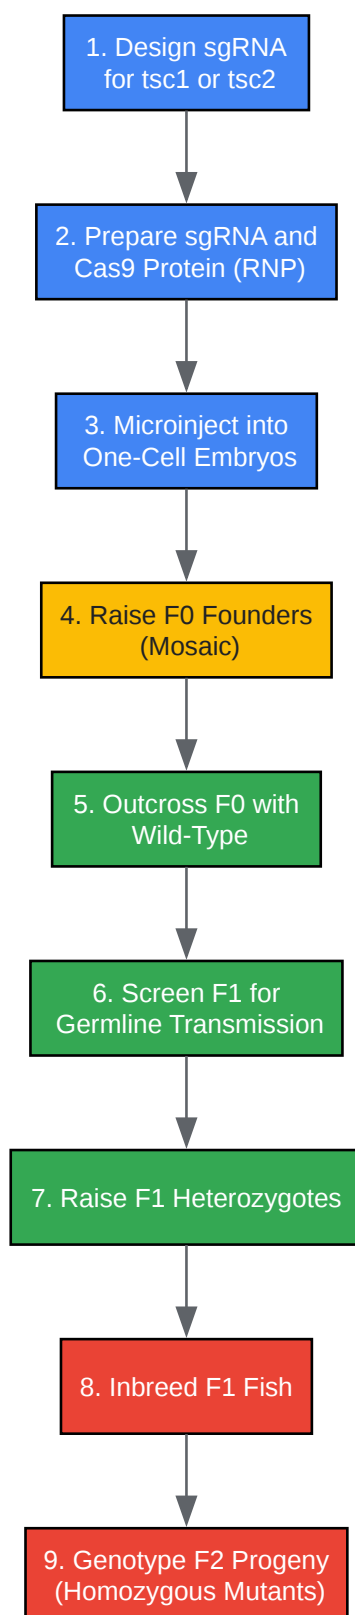 1. Design sgRNA
for tsc1 or tsc2
2. Prepare sgRNA and
Cas9 Protein (RNP)
3. Microinject into
One-Cell Embryos
4. Raise F0 Founders
(Mosaic)
5. Outcross F0 with
Wild-Type
6. Screen F1 for
Germline Transmission
7. Raise F1 Heterozygotes
8. Inbreed F1 Fish
9. Genotype F2 Progeny
(Homozygous Mutants)